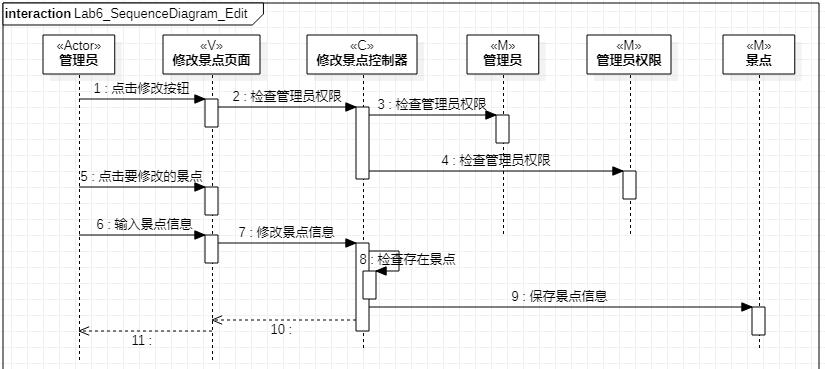 interaction Lab6_SequenceDiagram_Edit
«Actor»
管理员
«V»
修改景点页面
«C»
修改景点控制器
«M»
管理员
«M»
管理员权限
«M»
景点
1 : 点击修改按钮
2 : 检查管理员权限
3 : 检查管理员权限
4 : 检查管理员权限
5 : 点击要修改的景点
6 : 输入景点信息
7 : 修改景点信息
8 : 检查存在景点
9 : 保存景点信息
10 :
11 :